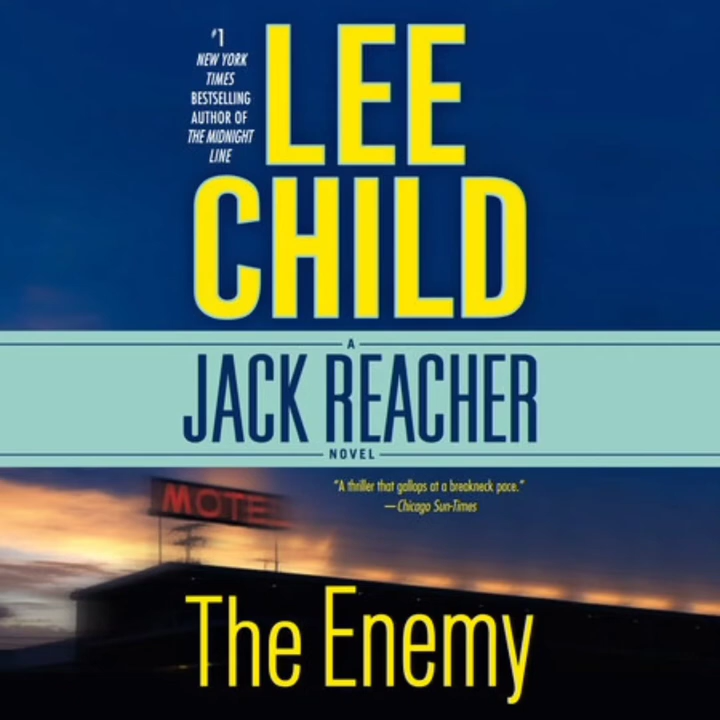 #1
NEW YORK
TIMES
BESTSELLING
AUTHOR OF
THE MIDNIGHT
LINE
LEE
CHILD
A
JACK REACHER
NOVEL
"A thriller that gallops at a breakneck pace."
—Chicago Sun-Times
MOTEL
The Enemy